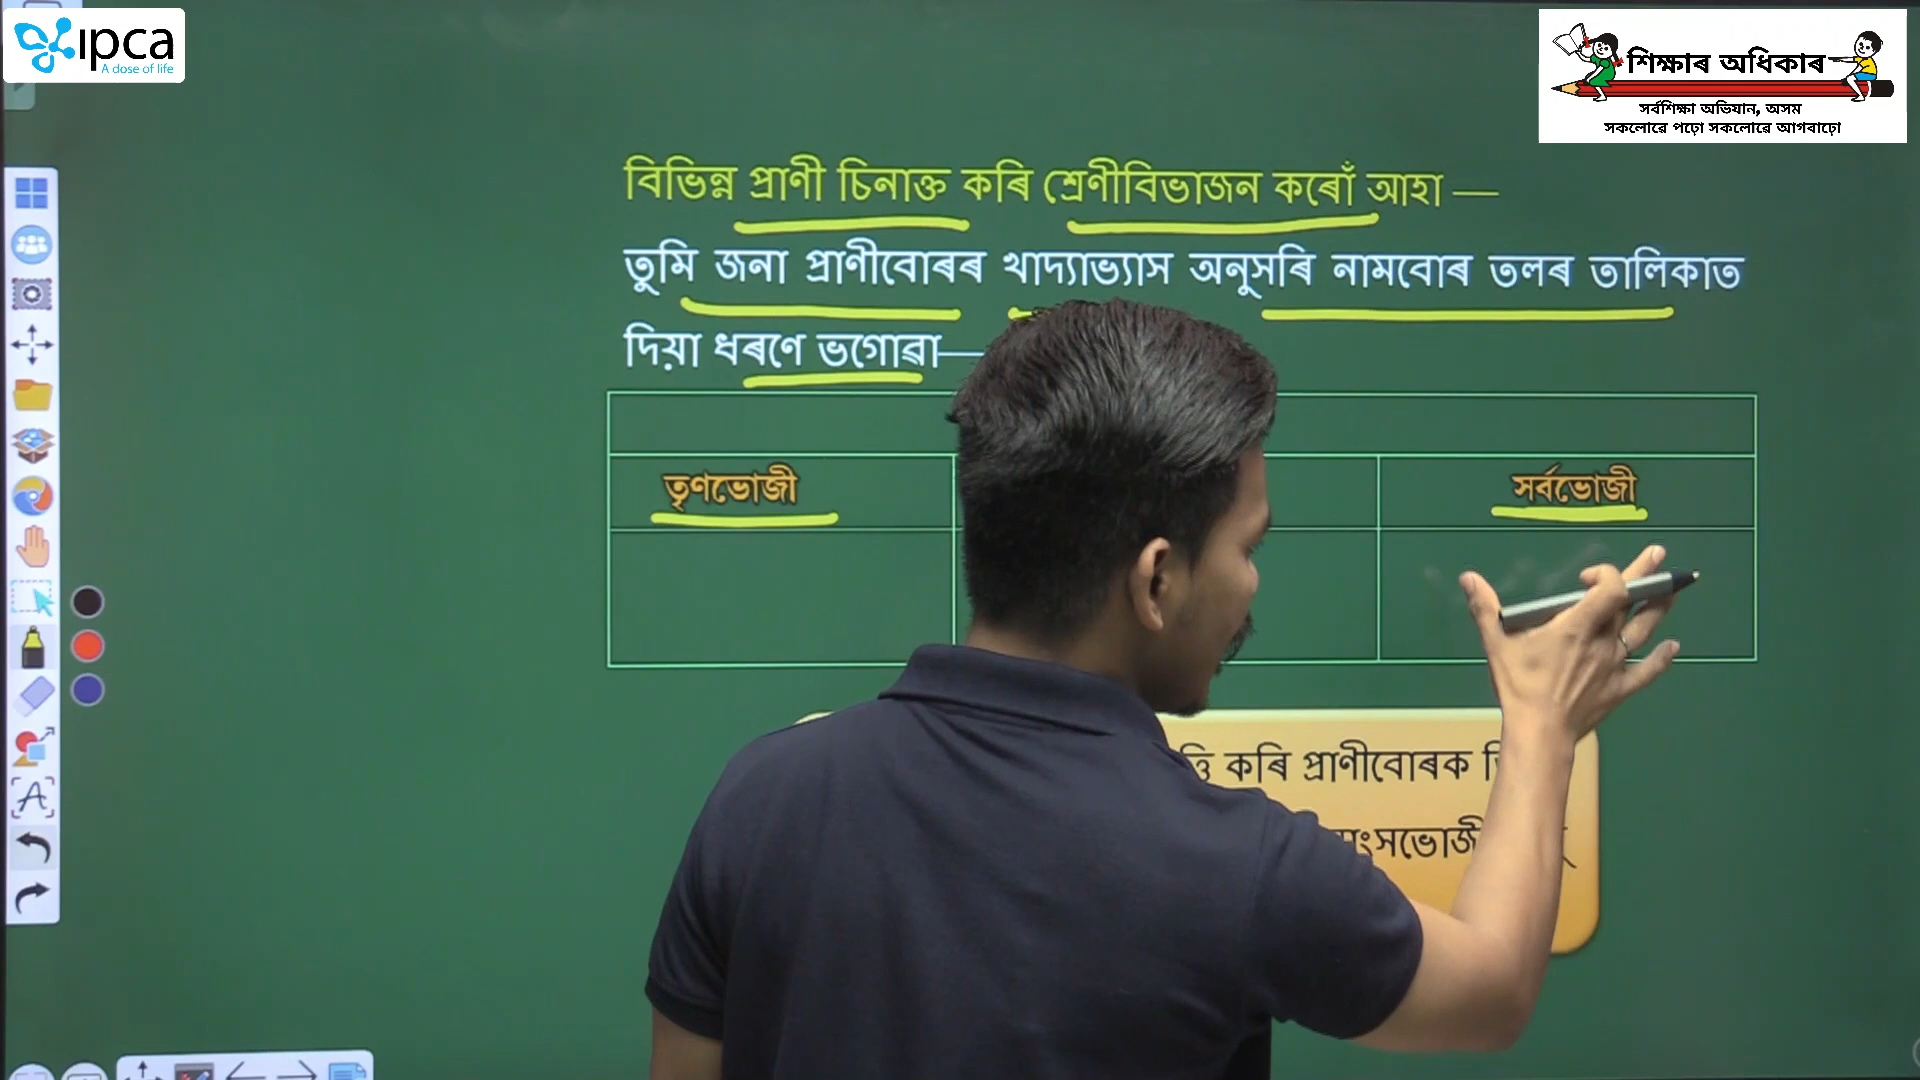 ipca
A dose of life
শিক্ষাৰ অধিকাৰ
সৰ্বশিক্ষা অভিযান, অসম
সকলোৱে পঢ়ো সকলোৱে আগবাঢ়ো
বিভিন্ন প্ৰাণী চিনাক্ত কৰি শ্ৰেণীবিভাজন কৰোঁ আহা —
তুমি জনা প্ৰাণীবোৰৰ খাদ্যাভ্যাস অনুসৰি নামবোৰ তলৰ তালিকাত
দিয়া ধৰণে ভগোৱা—
তৃণভোজী
সৰ্বভোজী
কৰি প্ৰাণীবোৰক